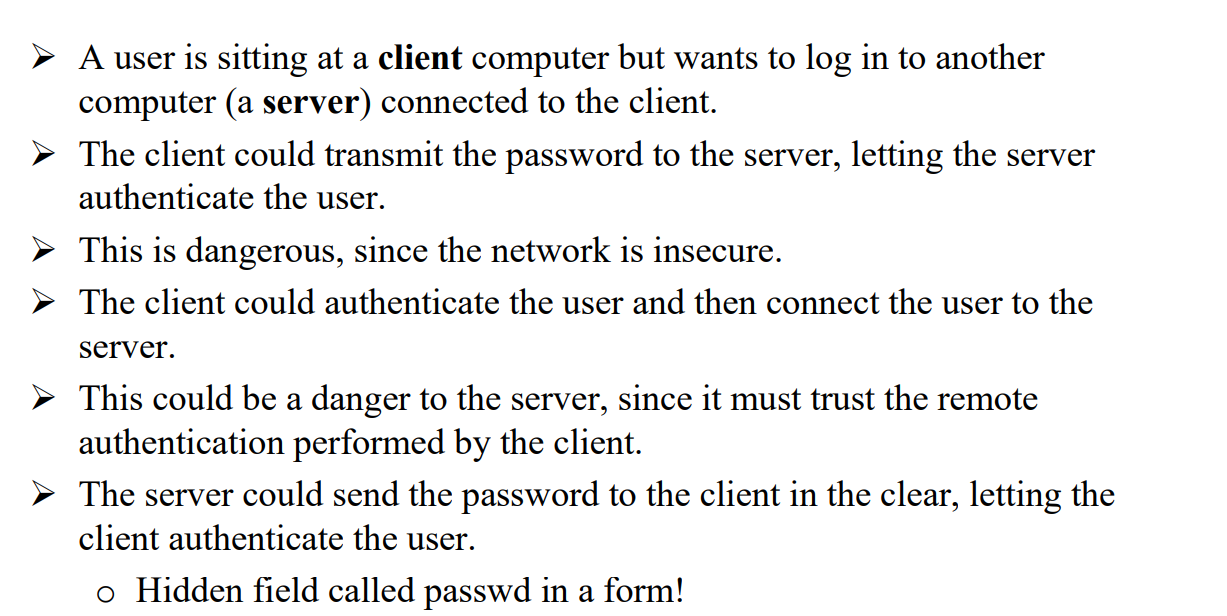 ➢ A user is sitting at a client computer but wants to log in to another
computer (a server) connected to the client.
➢ The client could transmit the password to the server, letting the server
authenticate the user.
➢ This is dangerous, since the network is insecure.
➢ The client could authenticate the user and then connect the user to the
server.
➢ This could be a danger to the server, since it must trust the remote
authentication performed by the client.
➢ The server could send the password to the client in the clear, letting the
client authenticate the user.
o Hidden field called passwd in a form!